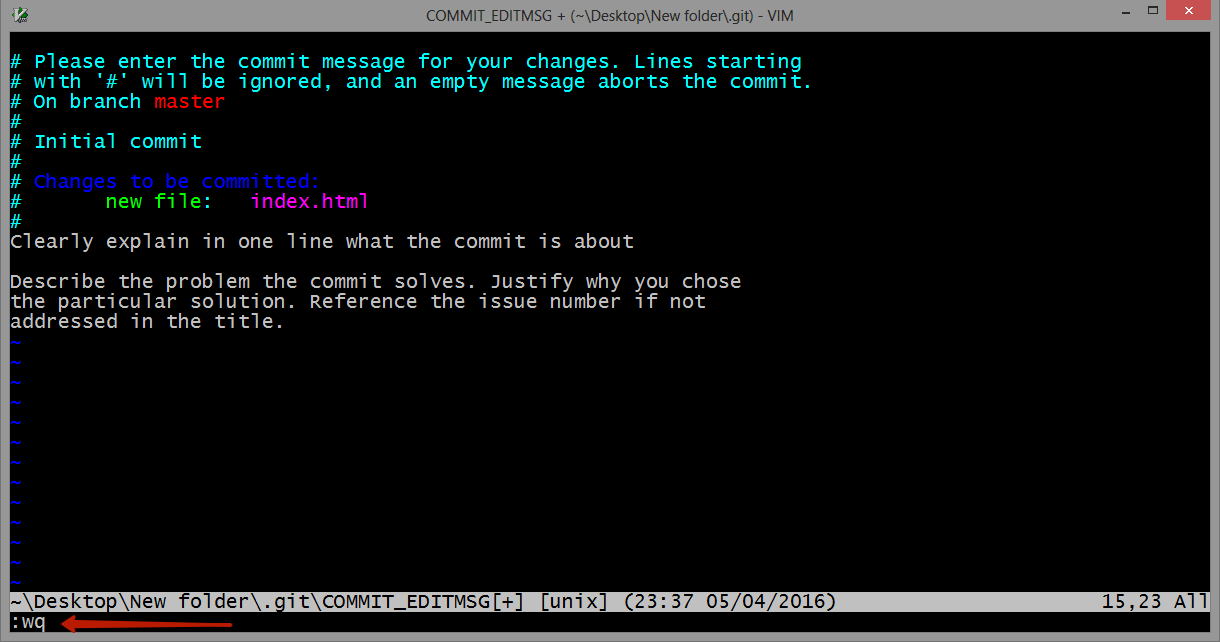 COMMIT_EDITMSG + (~\Desktop\New folder\.git) - VIM
# Please enter the commit message for your changes. Lines starting
# with '#' will be ignored, and an empty message aborts the commit.
# On branch master
#
# Initial commit
#
# Changes to be committed:
#       new file:   index.html
#
Clearly explain in one line what the commit is about

Describe the problem the commit solves. Justify why you chose
the particular solution. Reference the issue number if not
addressed in the title.
~
~
~
~
~
~
~
~
~
~
~
~
~
~\Desktop\New folder\.git\COMMIT_EDITMSG[+] [unix] (23:37 05/04/2016) 15,23 All
:wq